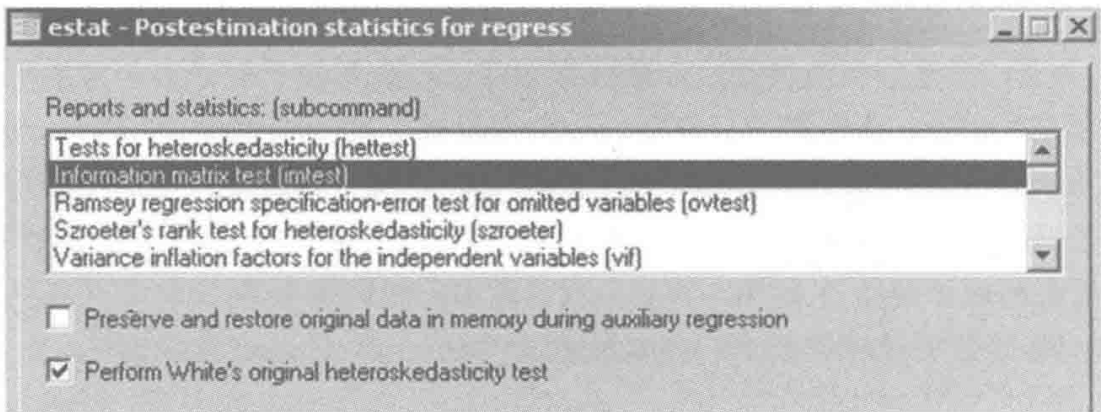 estat - Postestimation statistics for regress
Reports and statistics: (subcommand)
Tests for heteroskedasticity (hettest)
Information matrix test (imtest)
Ramsey regression specification-error test for omitted variables (ovtest)
Szroeter's rank test for heteroskedasticity (szroeter)
Variance inflation factors for the independent variables (vif)
Preserve and restore original data in memory during auxiliary regression
Perform White's original heteroskedasticity test